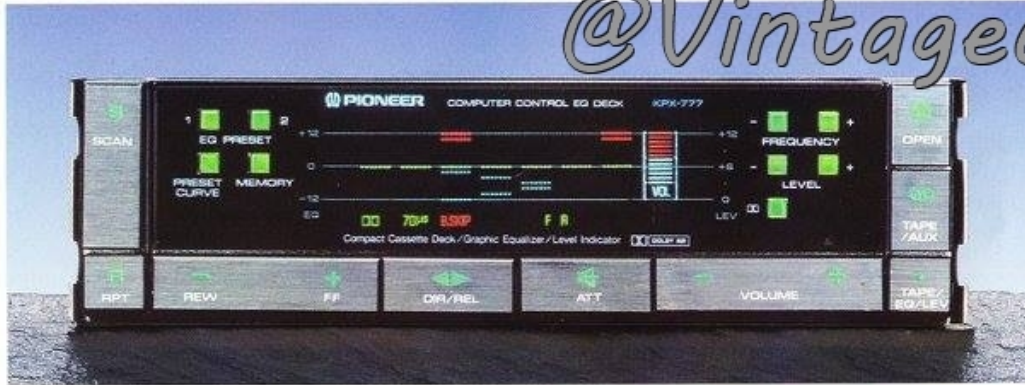 @Vintaged
PIONEER COMPUTER CONTROL EQ DECK KPX-777
SCAN
1 2
EQ PRESET
PRESET CURVE MEMORY
+12
0
-12
EQ
VOL
+12
+6
0
LEV
- +
FREQUENCY
- +
LEVEL
OPEN
TAPE
/AUX
70µs B.SKIP F R
Compact Cassette Deck/Graphic Equalizer/Level Indicator DOLBY NR
RPT
- +
REW FF
DIR/REL
ATT
- +
VOLUME
TAPE/
EQ/LEV